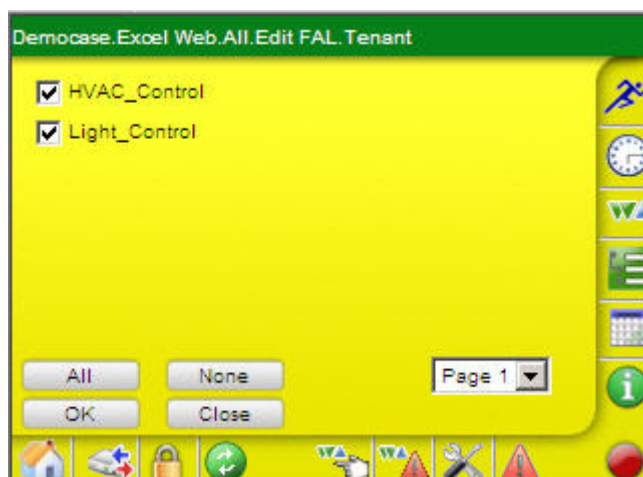 Democase.Excel Web.All.Edit FAL.Tenant
HVAC_Control
Light_Control
All None Page 1
OK Close